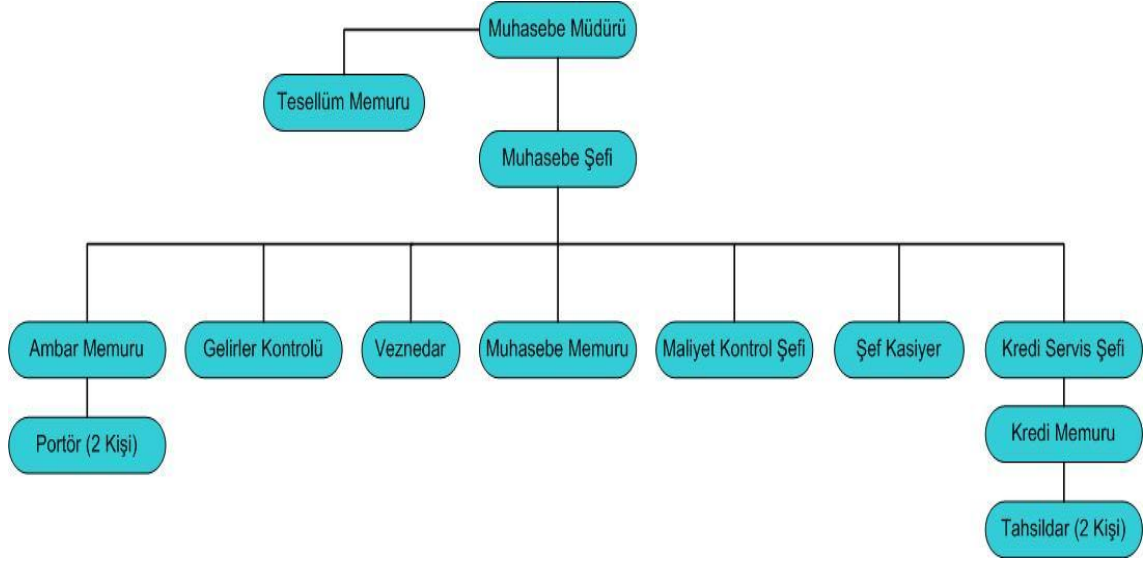 Muhasebe Müdürü
Tesellüm Memuru
Muhasebe Şefi
Ambar Memuru
Gelirler Kontrolü
Veznedar
Muhasebe Memuru
Maliyet Kontrol Şefi
Şef Kasiyer
Kredi Servis Şefi
Portör (2 Kişi)
Kredi Memuru
Tahsildar (2 Kişi)